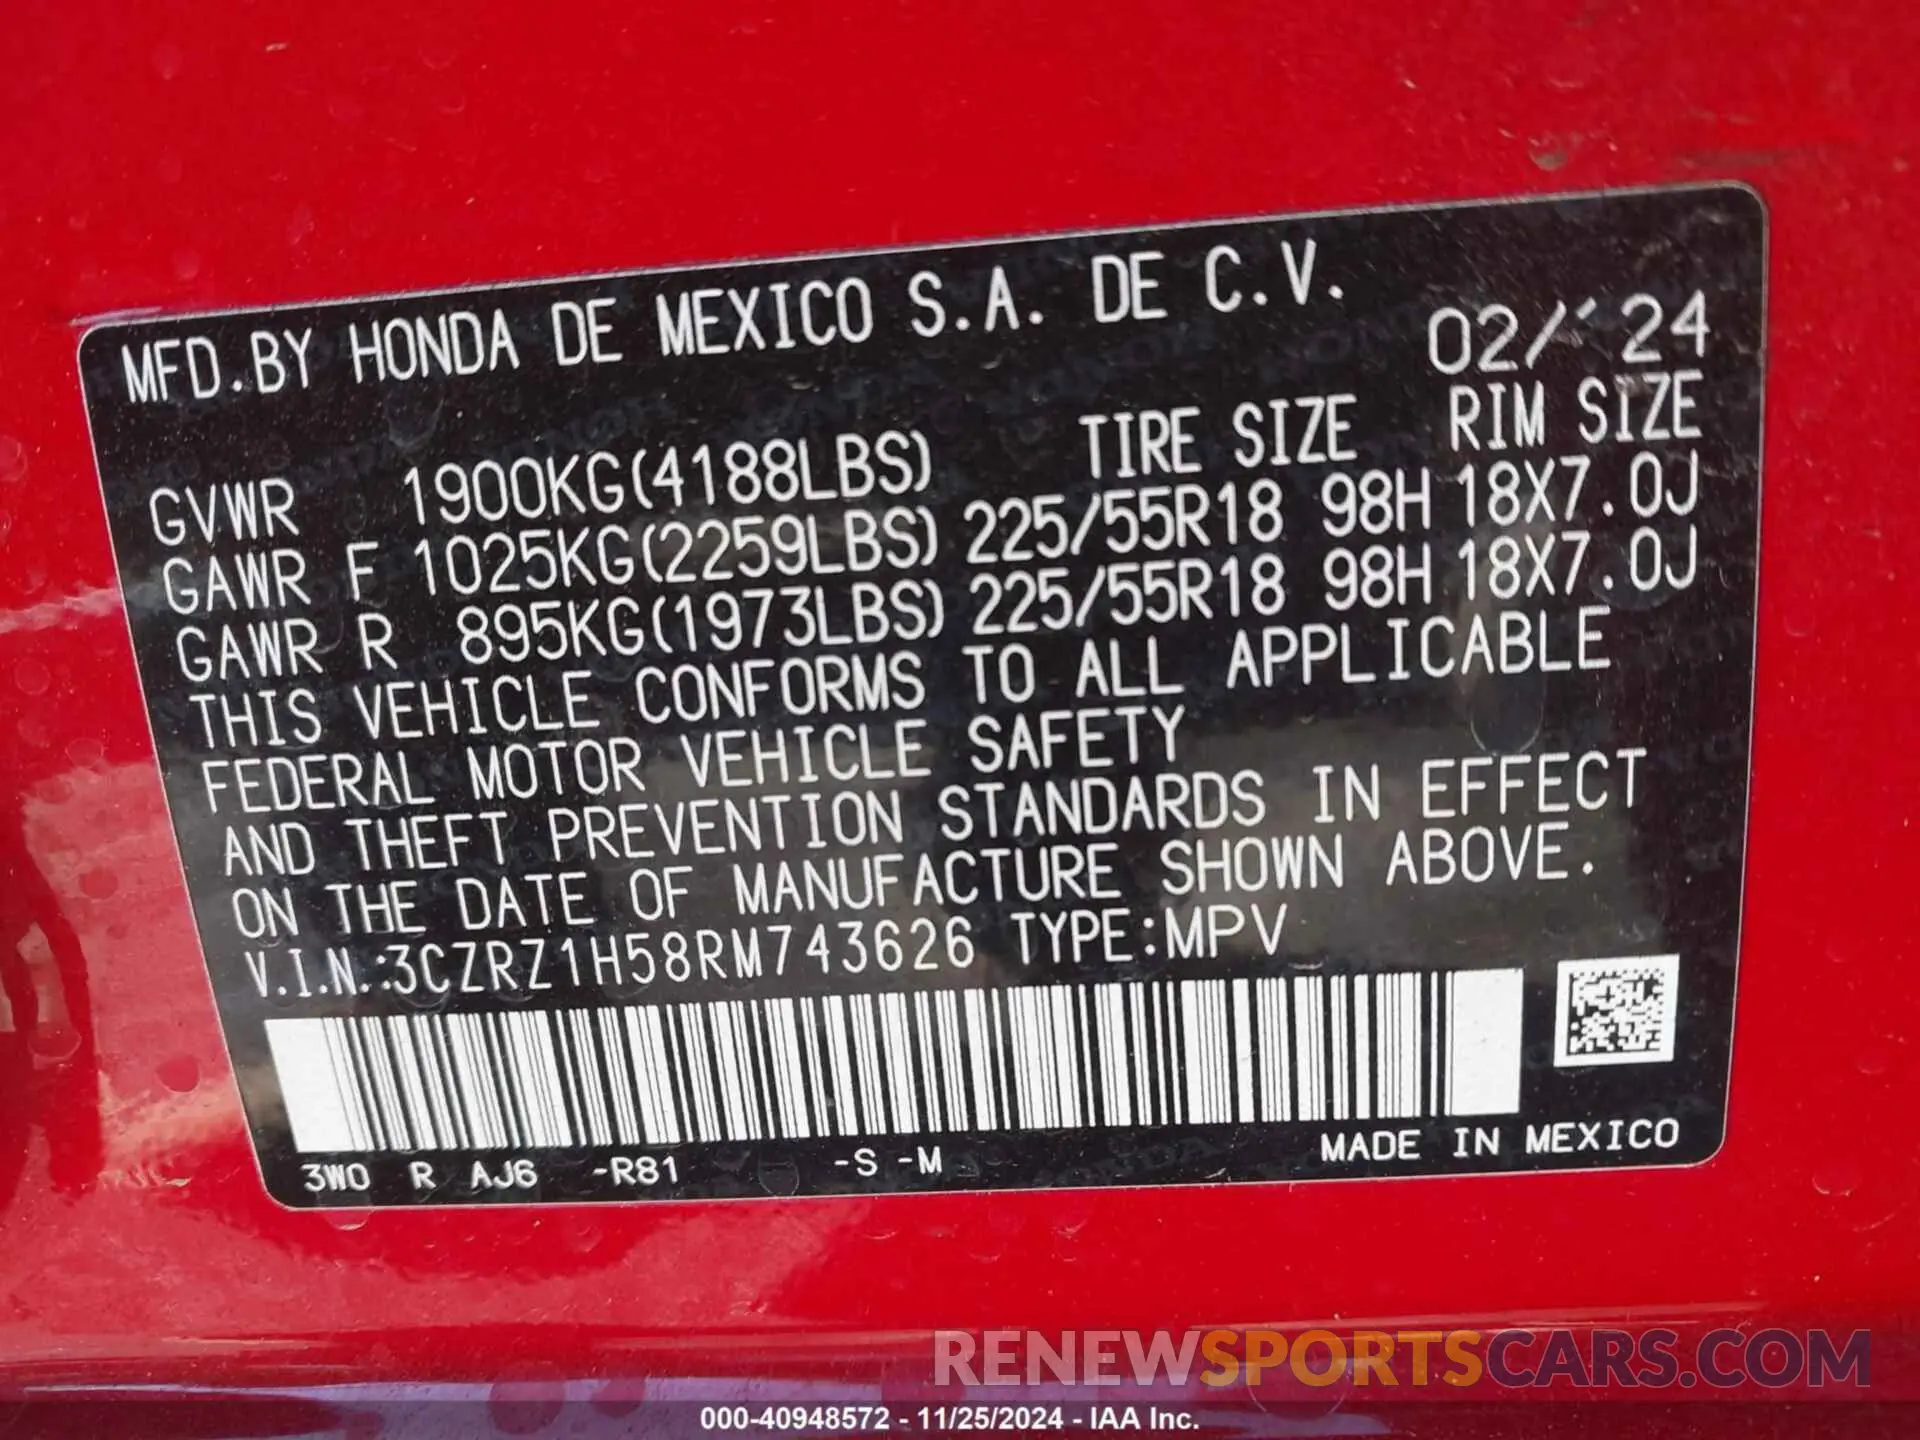 MFD.BY HONDA DE MEXICO S.A. DE C.V.
02/'24
TIRE SIZE RIM SIZE
GVWR 1900KG(4188LBS)
GAWR F 1025KG(2259LBS) 225/55R18 98H 18X7.0J
GAWR R 895KG(1973LBS) 225/55R18 98H 18X7.0J
THIS VEHICLE CONFORMS TO ALL APPLICABLE
FEDERAL MOTOR VEHICLE SAFETY
AND THEFT PREVENTION STANDARDS IN EFFECT
ON THE DATE OF MANUFACTURE SHOWN ABOVE.
V.I.N.:3CZRZ1H58RM743626 TYPE:MPV
3W0 R AJ6 -R81 -S -M MADE IN MEXICO
RENEWSPORTSCARS.COM
000-40948572 - 11/25/2024 - IAA Inc.